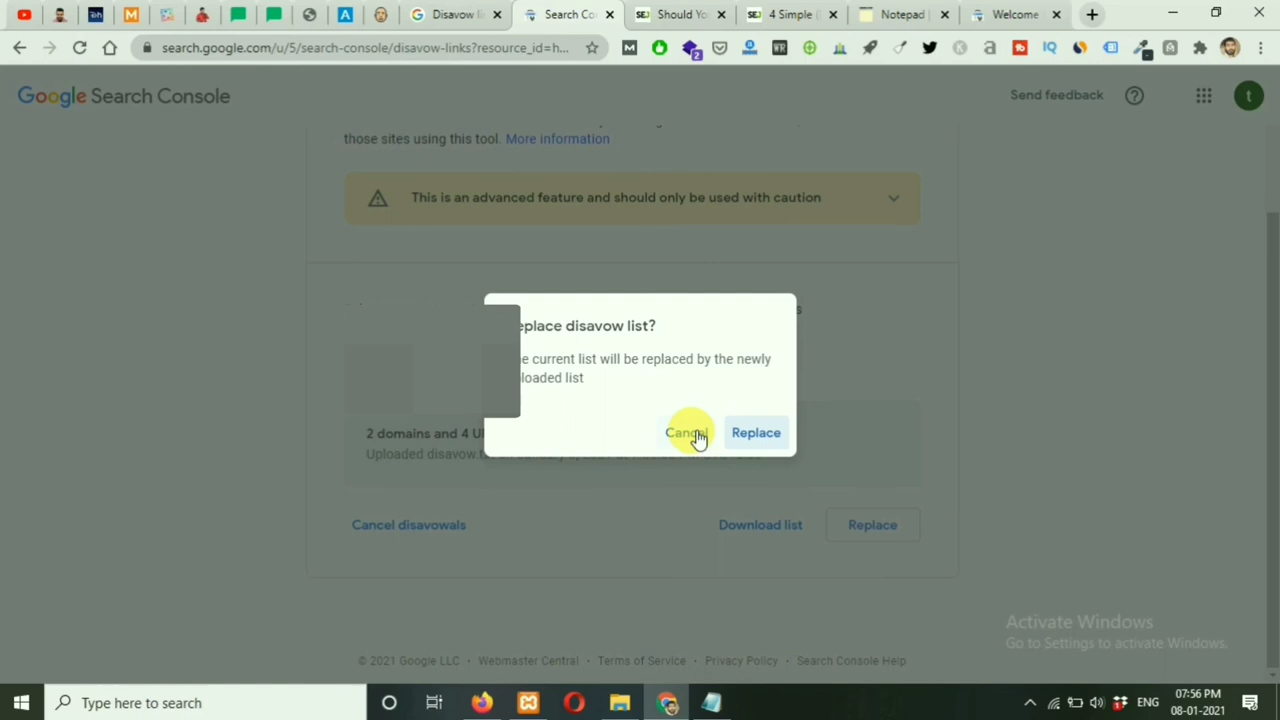 Disavow li
Search Co
Should Yo
4 Simple (
Notepad
Welcome
search.google.com/u/5/search-console/disavow-links?resource_id=h...
Google Search Console
Send feedback
t
those sites using this tool. More information
This is an advanced feature and should only be used with caution
eplace disavow list?
e current list will be replaced by the newly
loaded list
Cancel
Replace
2 domains and 4 U
Uploaded disavow.t
Cancel disavowals
Download list
Replace
Activate Windows
Go to Settings to activate Windows.
© 2021 Google LLC · Webmaster Central · Terms of Service · Privacy Policy · Search Console Help
Type here to search
ENG
07:56 PM
08-01-2021